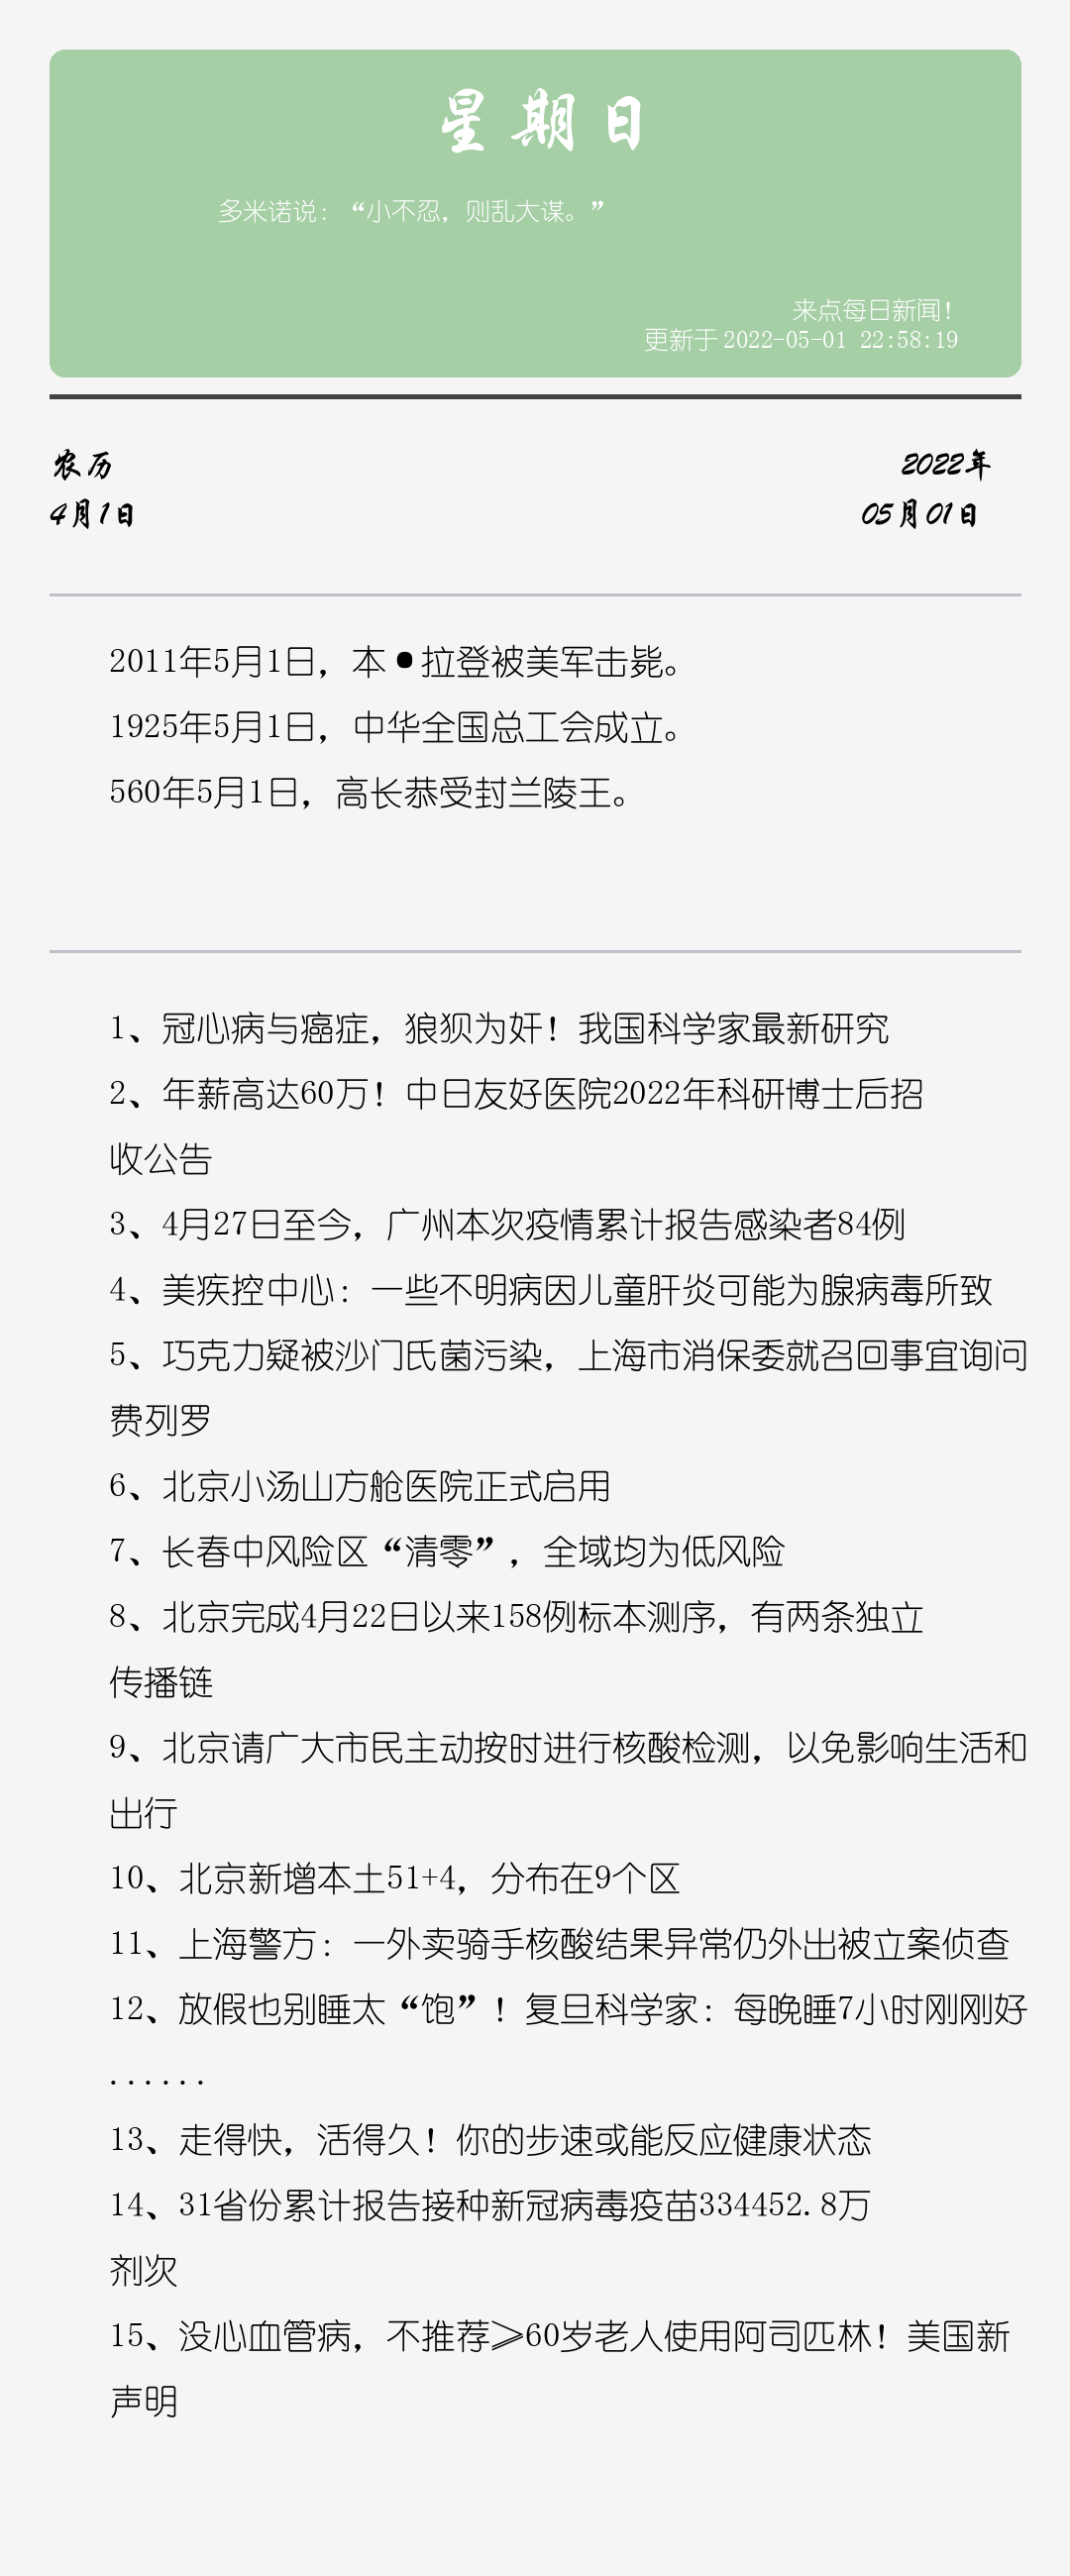 星期日
多米诺说：“小不忍，则乱大谋。”
来点每日新闻！
更新于 2022-05-01 22:58:19
农历
4月1日
2022年
05月01日
2011年5月1日，本•拉登被美军击毙。
1925年5月1日，中华全国总工会成立。
560年5月1日，高长恭受封兰陵王。
1、冠心病与癌症，狼狈为奸！我国科学家最新研究
2、年薪高达60万！中日友好医院2022年科研博士后招
收公告
3、4月27日至今，广州本次疫情累计报告感染者84例
4、美疾控中心：一些不明病因儿童肝炎可能为腺病毒所致
5、巧克力疑被沙门氏菌污染，上海市消保委就召回事宜询问
费列罗
6、北京小汤山方舱医院正式启用
7、长春中风险区“清零”，全域均为低风险
8、北京完成4月22日以来158例标本测序，有两条独立
传播链
9、北京请广大市民主动按时进行核酸检测，以免影响生活和
出行
10、北京新增本土51+4，分布在9个区
11、上海警方：一外卖骑手核酸结果异常仍外出被立案侦查
12、放假也别睡太“饱”！复旦科学家：每晚睡7小时刚刚好
......
13、走得快，活得久！你的步速或能反应健康状态
14、31省份累计报告接种新冠病毒疫苗334452.8万
剂次
15、没心血管病，不推荐≥60岁老人使用阿司匹林！美国新
声明